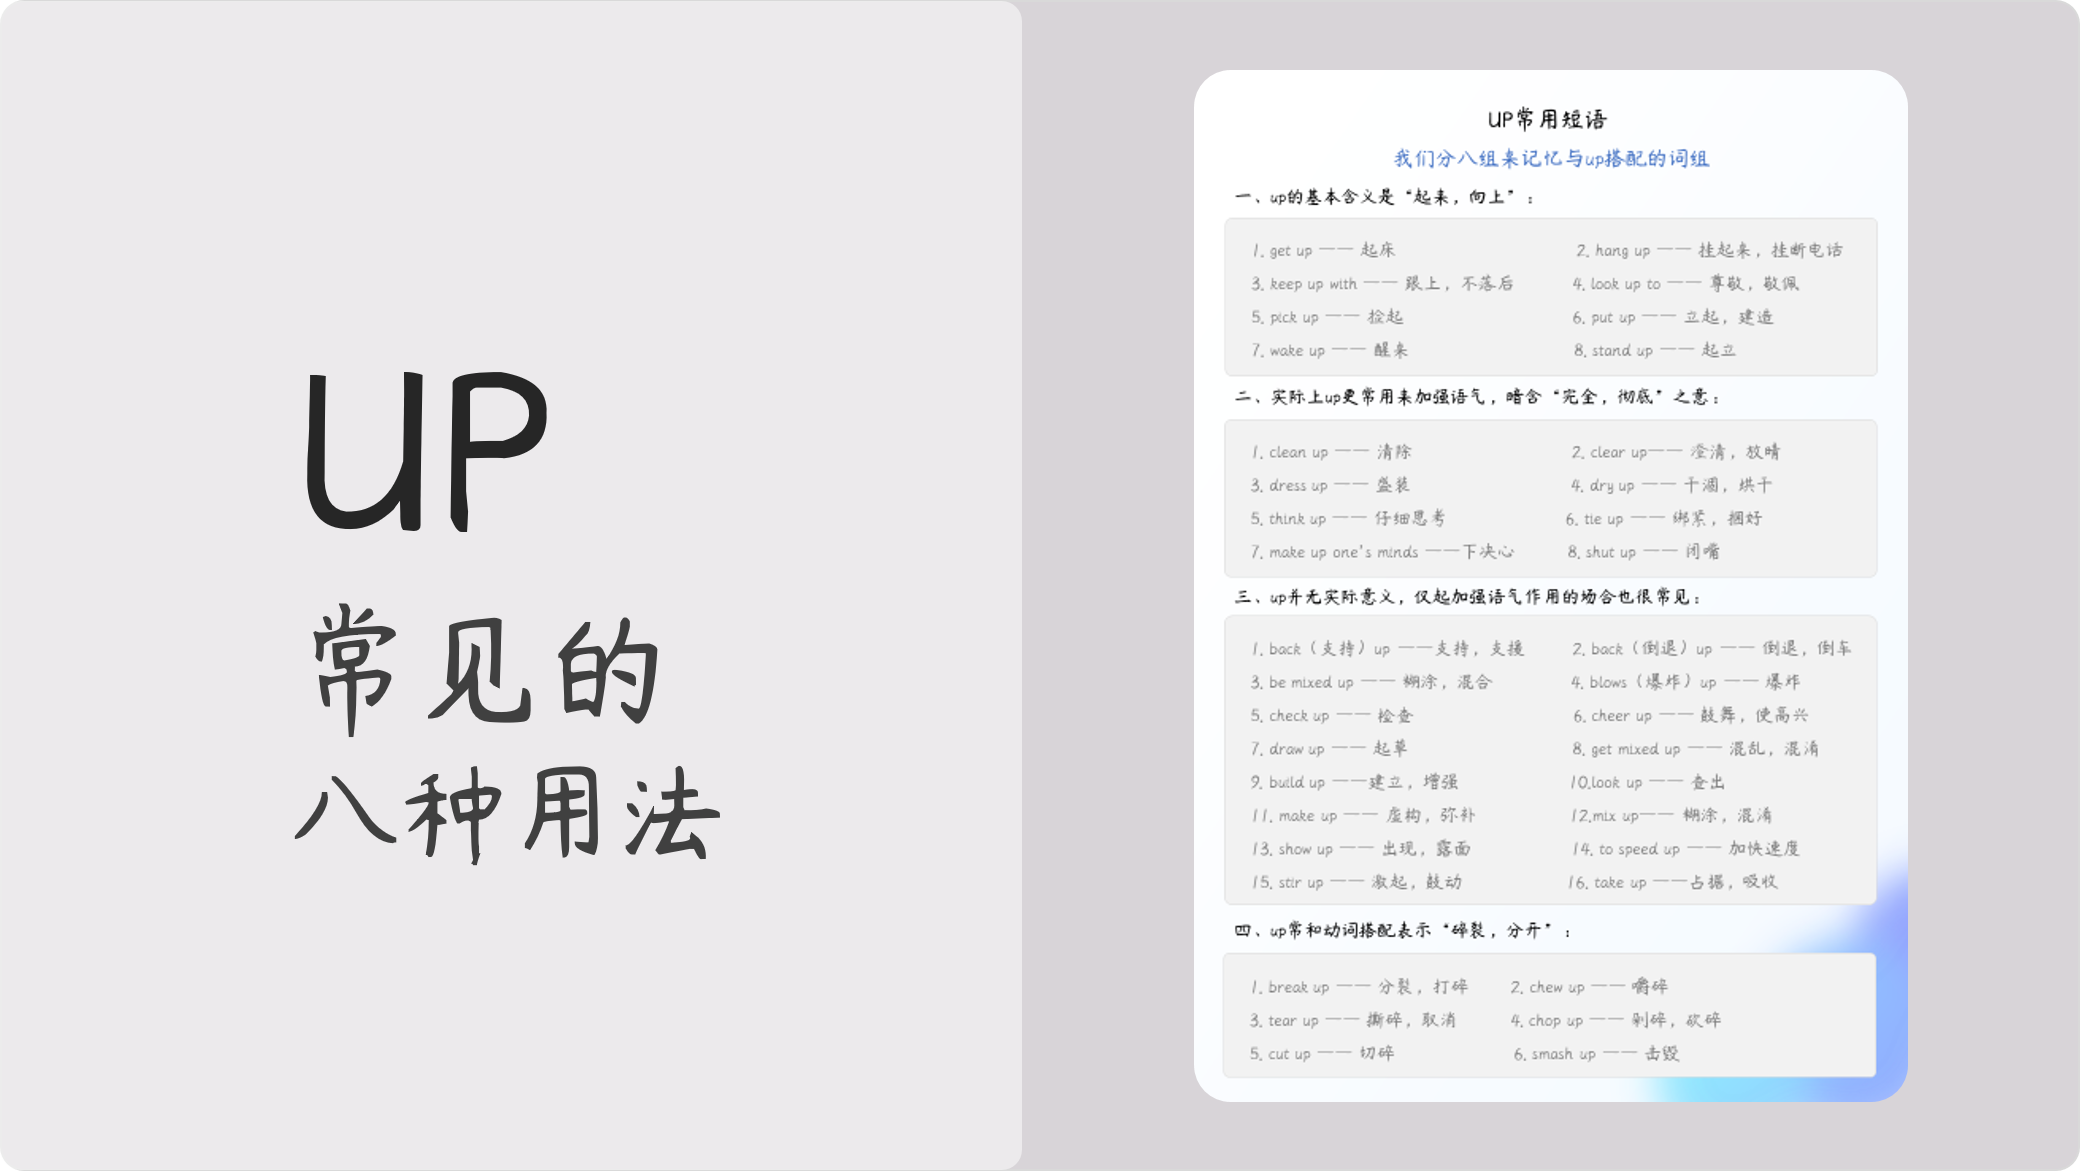 UP
常见的
八种用法
UP常用短语
我们分八组来记忆与up搭配的词组
一、up的基本含义是“起来，向上”：
1. get up —— 起床 2. hang up —— 挂起来，挂断电话
3. keep up with —— 跟上，不落后 4. look up to —— 尊敬，敬佩
5. pick up —— 捡起 6. put up —— 立起，建造
7. wake up —— 醒来 8. stand up —— 起立
二、实际上up更常用来加强语气，暗含“完全，彻底”之意：
1. clean up —— 清除 2. clear up—— 澄清，放晴
3. dress up —— 盛装 4. dry up —— 干涸，烘干
5. think up —— 仔细思考 6. tie up —— 绑紧，捆好
7. make up one's minds ——下决心 8. shut up —— 闭嘴
三、up并无实际意义，仅起加强语气作用的场合也很常见：
1. back（支持）up ——支持，支援 2. back（倒退）up —— 倒退，倒车
3. be mixed up —— 糊涂，混合 4. blows（爆炸）up —— 爆炸
5. check up —— 检查 6. cheer up —— 鼓舞，使高兴
7. draw up —— 起草 8. get mixed up —— 混乱，混淆
9. build up ——建立，增强 10.look up —— 查出
11. make up —— 虚构，弥补 12.mix up—— 糊涂，混淆
13. show up —— 出现，露面 14. to speed up —— 加快速度
15. stir up —— 激起，鼓动 16. take up ——占据，吸收
四、up常和动词搭配表示“碎裂，分开”：
1. break up —— 分裂，打碎 2. chew up —— 嚼碎
3. tear up —— 撕碎，取消 4. chop up —— 剁碎，砍碎
5. cut up —— 切碎 6. smash up —— 击毁